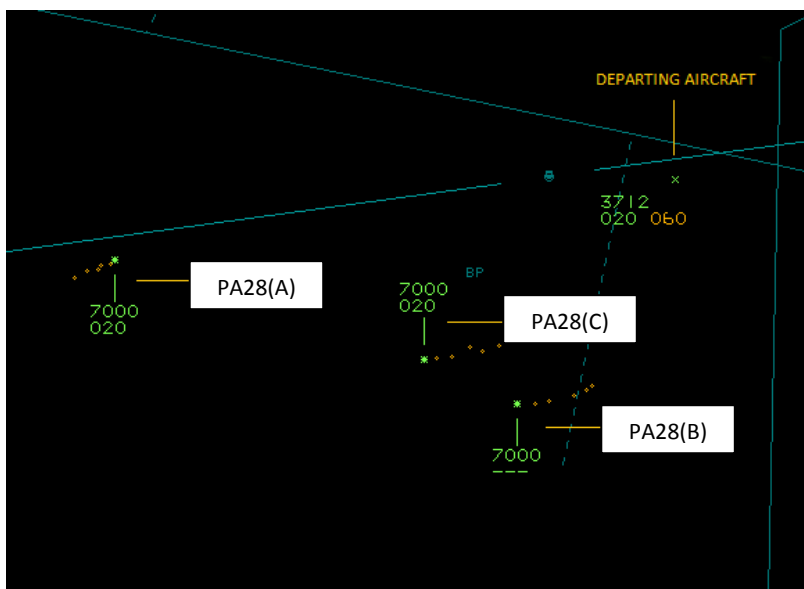 DEPARTING AIRCRAFT
3712
020 060
PA28(A)
7000
020
BP
7000
020
PA28(C)
PA28(B)
7000
---